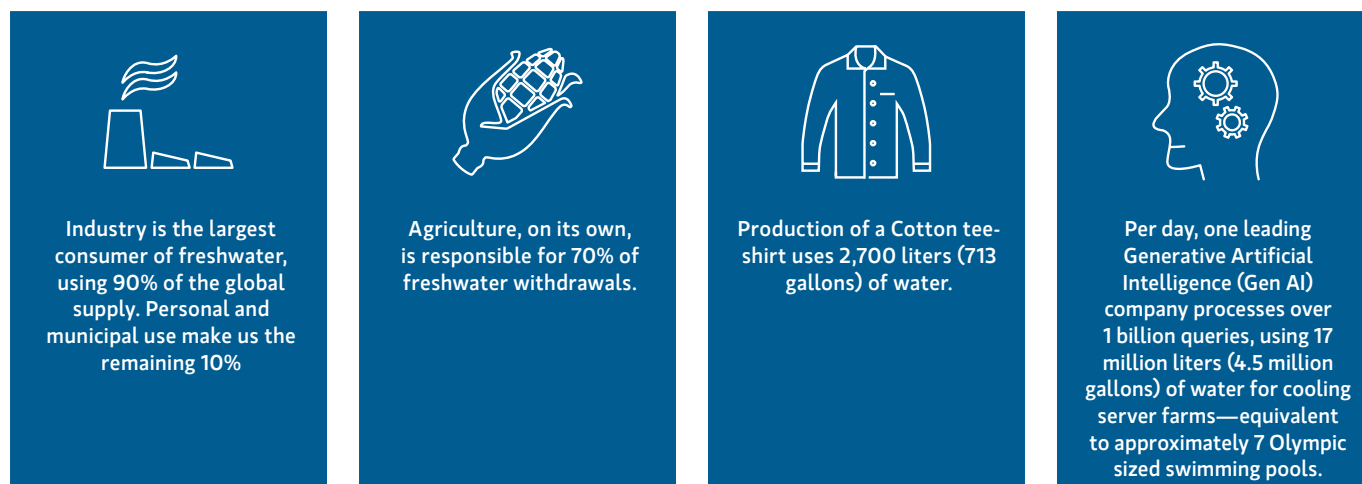 Industry is the largest
consumer of freshwater,
using 90% of the global
supply. Personal and
municipal use make us the
remaining 10%
Agriculture, on its own,
is responsible for 70% of
freshwater withdrawals.
Production of a Cotton tee-
shirt uses 2,700 liters (713
gallons) of water.
Per day, one leading
Generative Artificial
Intelligence (Gen AI)
company processes over
1 billion queries, using 17
million liters (4.5 million
gallons) of water for cooling
server farms—equivalent
to approximately 7 Olympic
sized swimming pools.